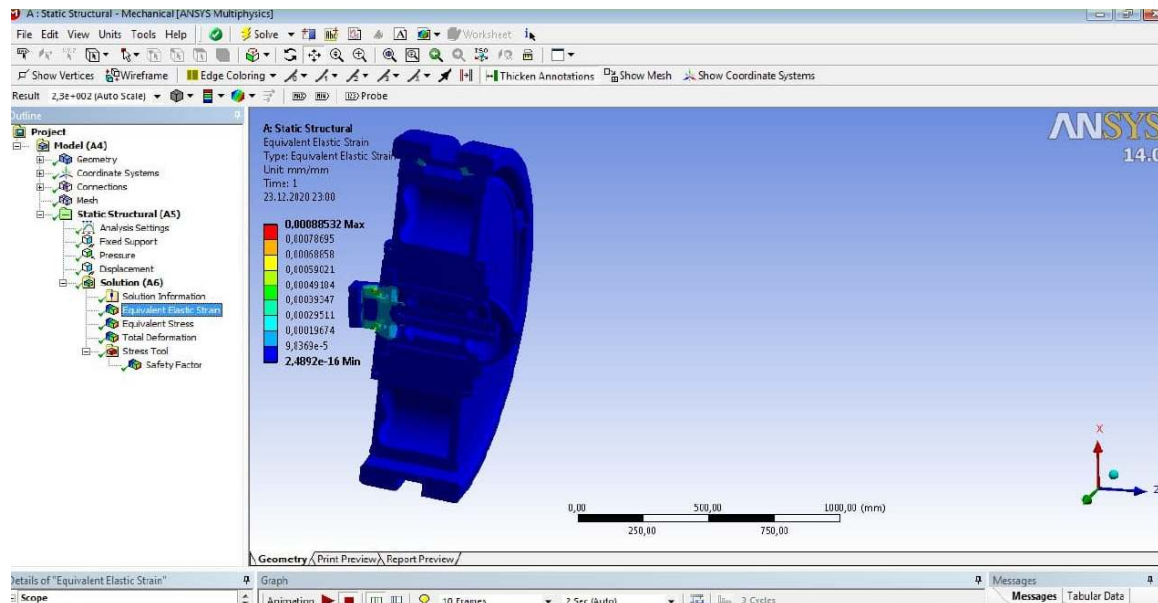 A : Static Structural - Mechanical [ANSYS Multiphysics]
File Edit View Units Tools Help Solve Worksheet
Show Vertices Wireframe Edge Coloring Thicken Annotations Show Mesh Show Coordinate Systems
Result 2,3e+002 (Auto Scale) Probe
Outline
Project
Model (A4)
Geometry
Coordinate Systems
Connections
Mesh
Static Structural (A5)
Analysis Settings
Fixed Support
Pressure
Displacement
Solution (A6)
Solution Information
Equivalent Elastic Strain
Equivalent Stress
Total Deformation
Stress Tool
Safety Factor
A: Static Structural
Equivalent Elastic Strain
Type: Equivalent Elastic Strain
Unit: mm/mm
Time: 1
23.12.2020 23:00
0,00088532 Max
0,00078695
0,00068858
0,00059021
0,00049184
0,00039347
0,00029511
0,00019674
9,8369e-5
2,4892e-16 Min
ANSYS
14.0
X
Z
0,00 500,00 1000,00 (mm)
250,00 750,00
Geometry Print Preview Report Preview
Details of "Equivalent Elastic Strain"
Scope
Graph
Animation 10 Frames 2 Sec (Auto) 3 Cycles
Messages
Messages Tabular Data